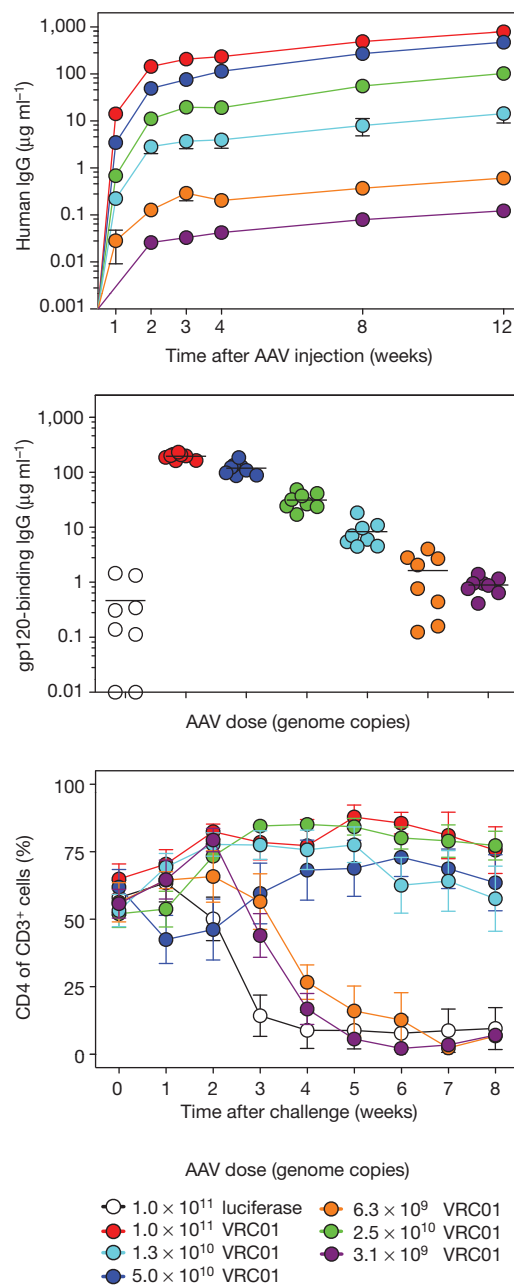 1,000
100
10
1
0.1
0.01
0.001
Human IgG (µg ml⁻¹)
1 2 3 4 8 12
Time after AAV injection (weeks)
1,000
100
10
1
0.1
0.01
gp120-binding IgG (µg ml⁻¹)
AAV dose (genome copies)
100
75
50
25
0
CD4 of CD3⁺ cells (%)
0 1 2 3 4 5 6 7 8
Time after challenge (weeks)
AAV dose (genome copies)
1.0 × 10¹¹ luciferase
1.0 × 10¹¹ VRC01
1.3 × 10¹⁰ VRC01
5.0 × 10¹⁰ VRC01
6.3 × 10⁹ VRC01
2.5 × 10¹⁰ VRC01
3.1 × 10⁹ VRC01